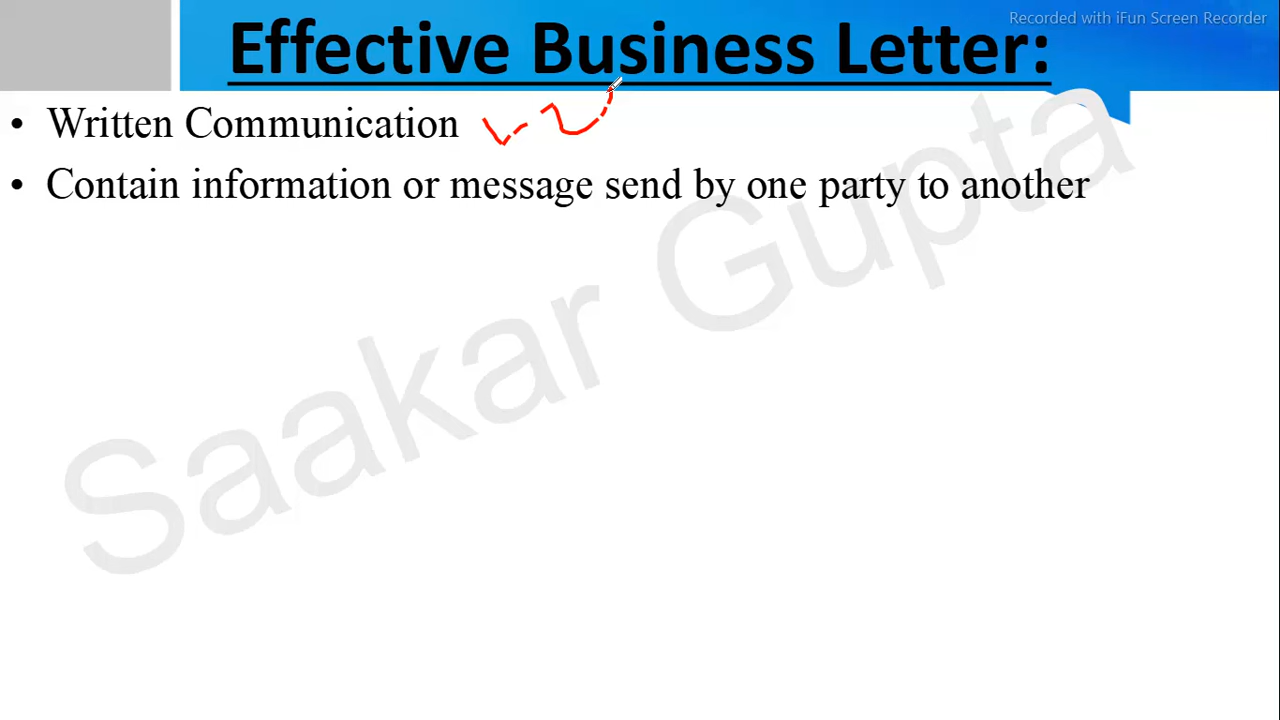 Recorded with iFun Screen Recorder
Effective Business Letter:
• Written Communication
• Contain information or message send by one party to another
Saakar Gupta